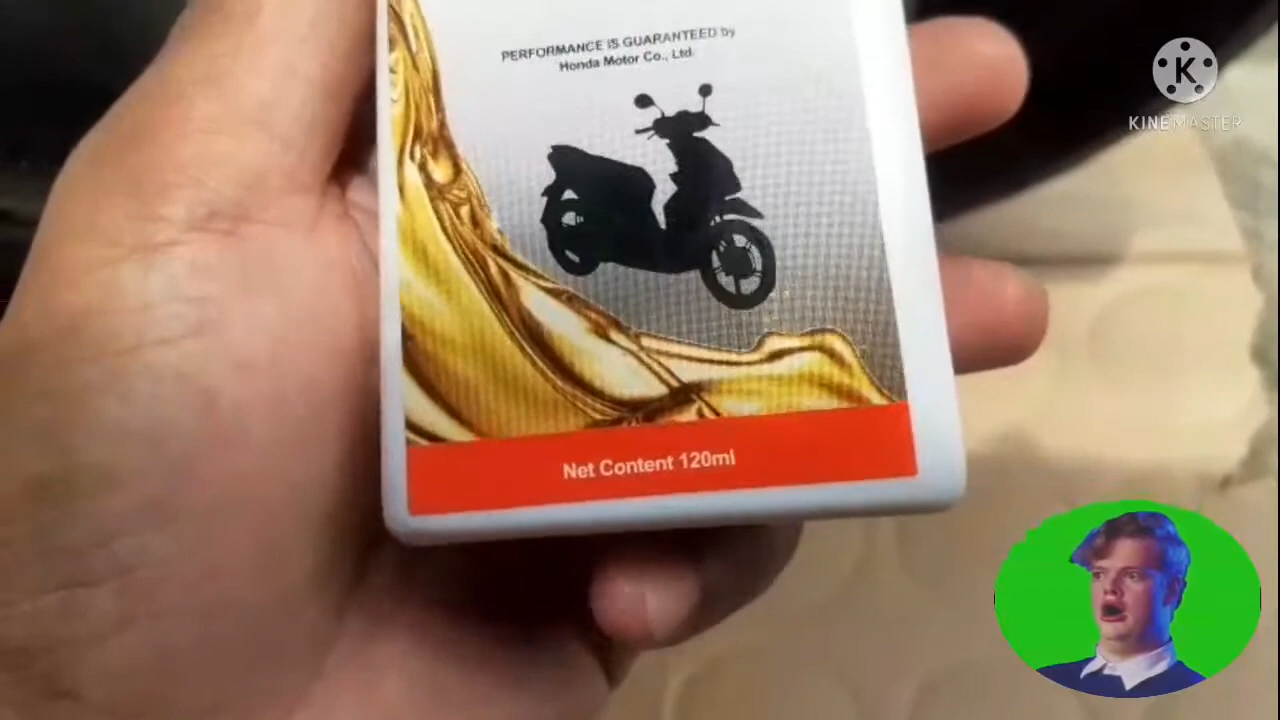 PERFORMANCE IS GUARANTEED by
Honda Motor Co., Ltd.
K
KINEMASTER
Net Content 120ml